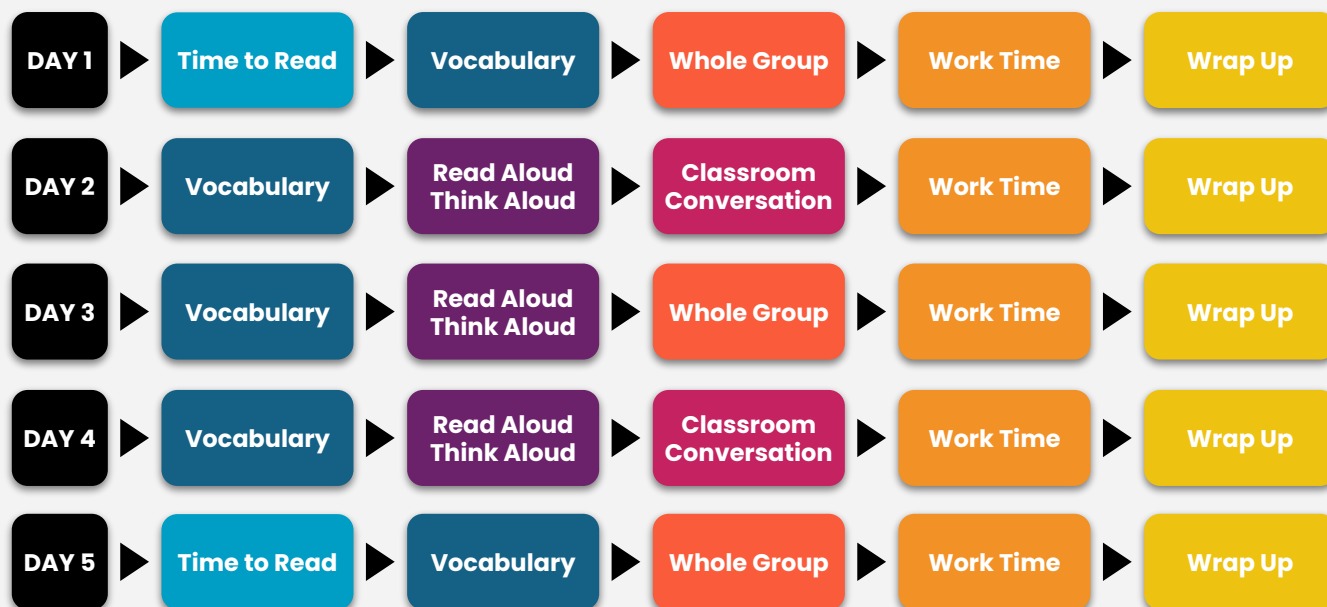 DAY 1
Time to Read
Vocabulary
Whole Group
Work Time
Wrap Up
DAY 2
Vocabulary
Read Aloud
Think Aloud
Classroom
Conversation
Work Time
Wrap Up
DAY 3
Vocabulary
Read Aloud
Think Aloud
Whole Group
Work Time
Wrap Up
DAY 4
Vocabulary
Read Aloud
Think Aloud
Classroom
Conversation
Work Time
Wrap Up
DAY 5
Time to Read
Vocabulary
Whole Group
Work Time
Wrap Up